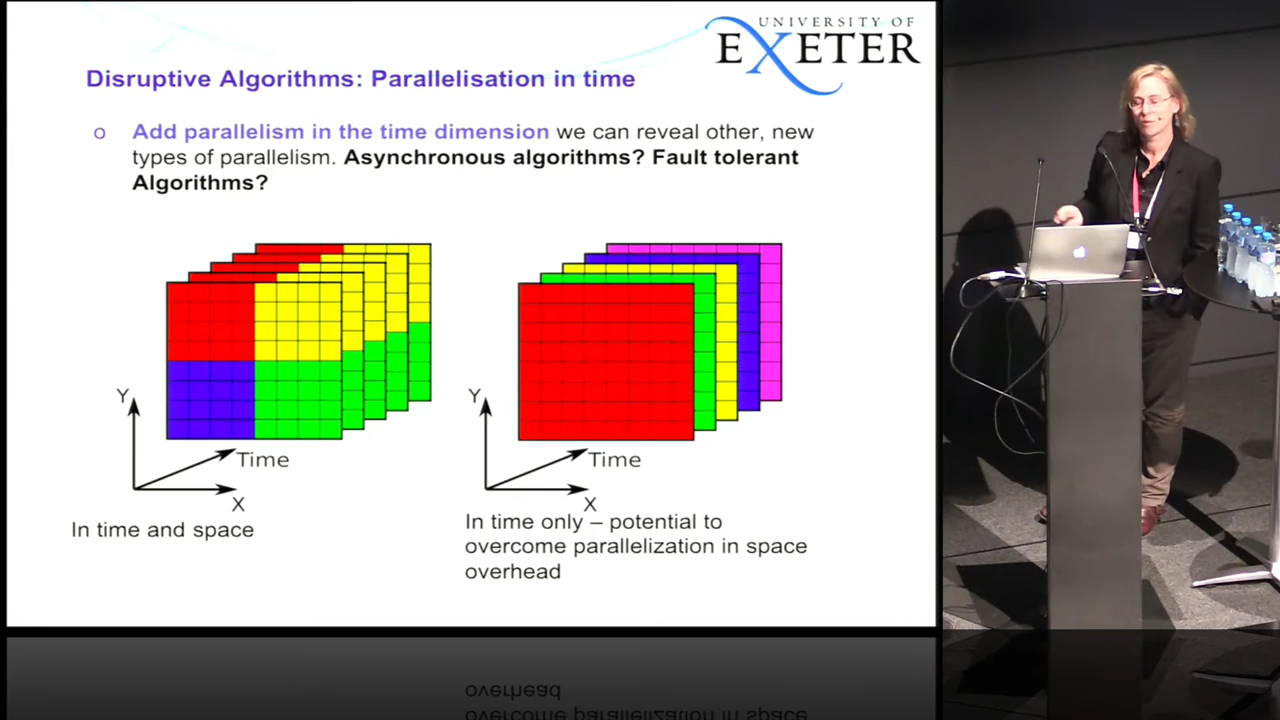 UNIVERSITY OF
EXETER
Disruptive Algorithms: Parallelisation in time
o Add parallelism in the time dimension we can reveal other, new
types of parallelism. Asynchronous algorithms? Fault tolerant
Algorithms?
Y
Time
X
In time and space
Y
Time
X
In time only – potential to
overcome parallelization in space
overhead